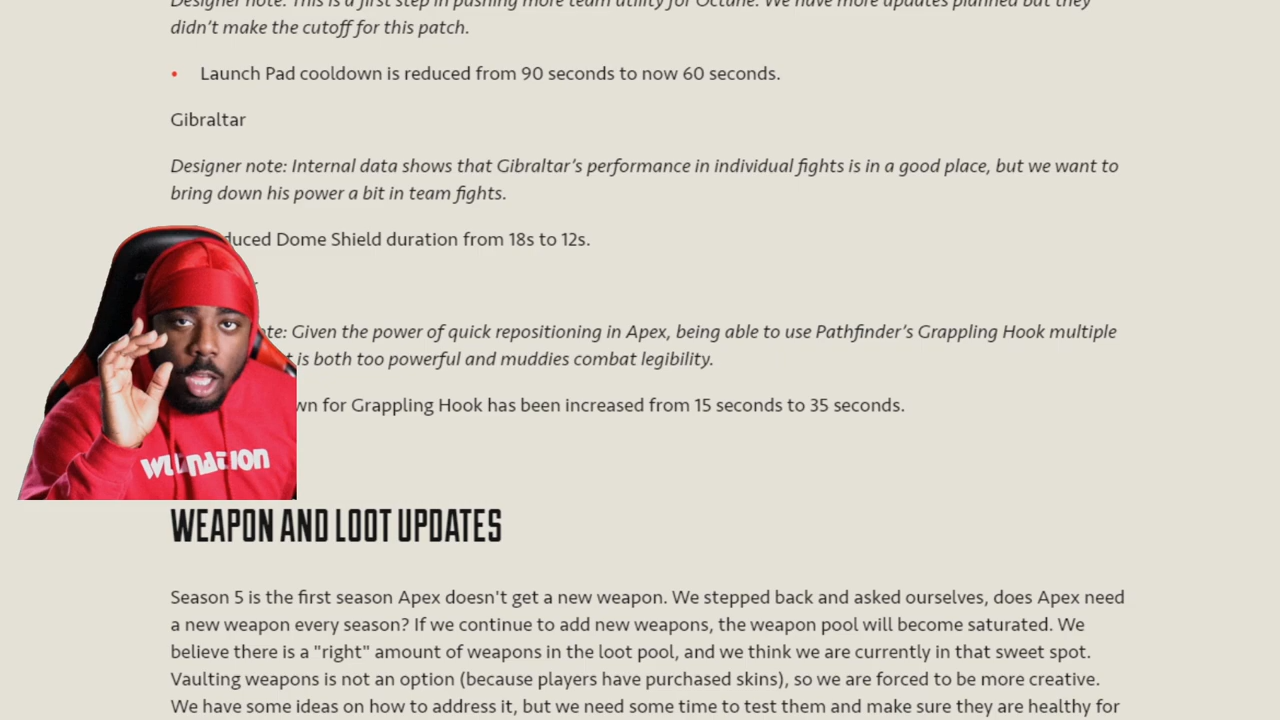 Designer note: This is a first step in pushing more team utility for Octane. We have more updates planned but they
didn't make the cutoff for this patch.
• Launch Pad cooldown is reduced from 90 seconds to now 60 seconds.
Gibraltar
Designer note: Internal data shows that Gibraltar's performance in individual fights is in a good place, but we want to
bring down his power a bit in team fights.
duced Dome Shield duration from 18s to 12s.
r
te: Given the power of quick repositioning in Apex, being able to use Pathfinder's Grappling Hook multiple
t is both too powerful and muddies combat legibility.
wn for Grappling Hook has been increased from 15 seconds to 35 seconds.
WEAPON AND LOOT UPDATES
Season 5 is the first season Apex doesn't get a new weapon. We stepped back and asked ourselves, does Apex need
a new weapon every season? If we continue to add new weapons, the weapon pool will become saturated. We
believe there is a "right" amount of weapons in the loot pool, and we think we are currently in that sweet spot.
Vaulting weapons is not an option (because players have purchased skins), so we are forced to be more creative.
We have some ideas on how to address it, but we need some time to test them and make sure they are healthy for